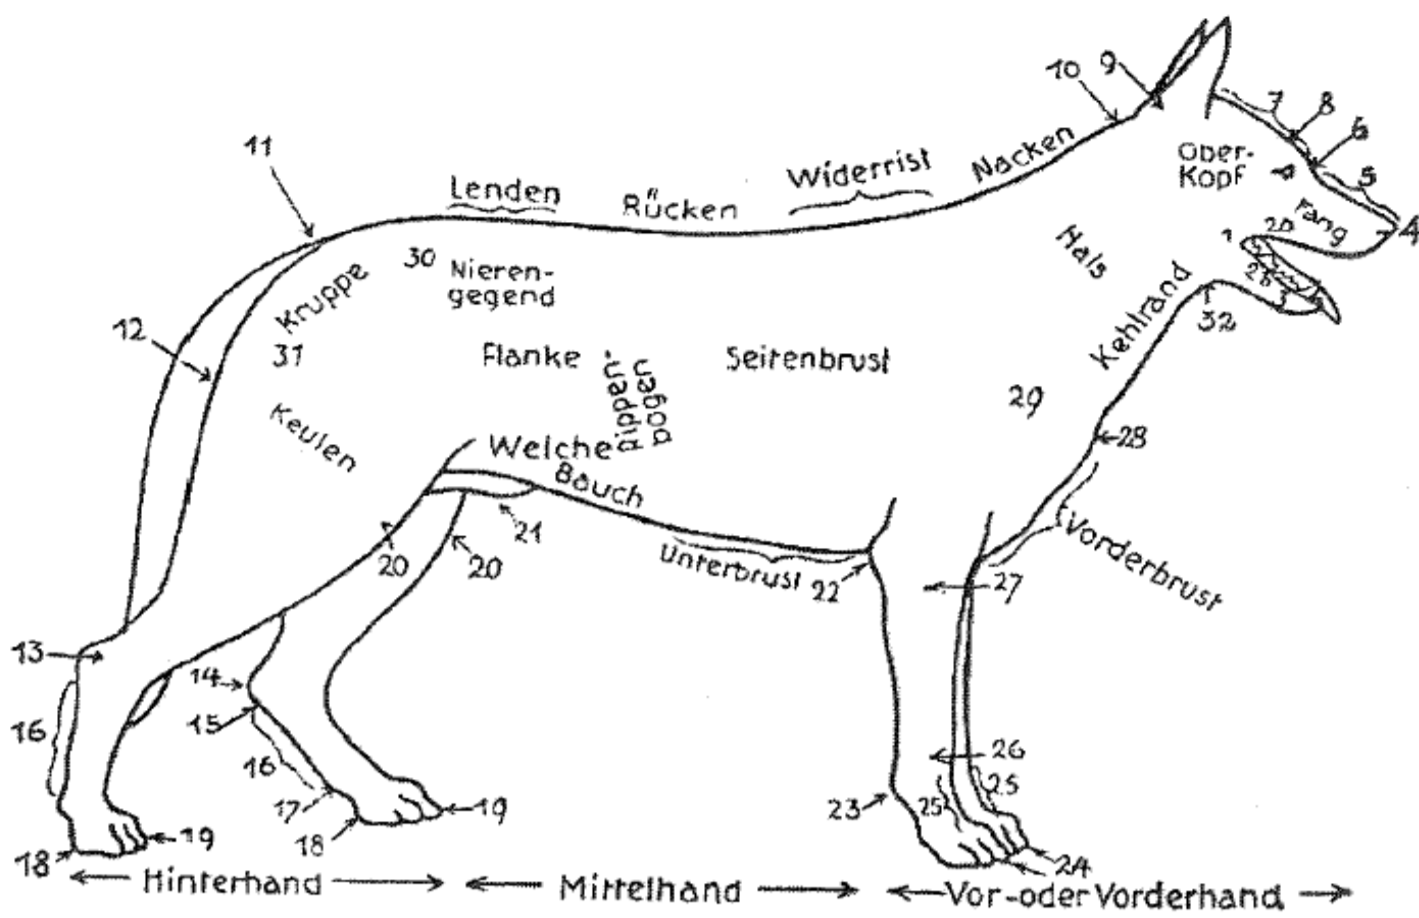 10 9
7 8 6
11
Ober-
Kopf
5
Lenden
Rücken
Widerrist
Nacken
Fang
4
1 20
Hals
30
Nieren-
gegend
Kruppe
Kehlrand
32
12
31
Flanke
Rippen-
bogen
Seitenbrust
29
Keulen
28
Welche
Bauch
21
20
20
Unterbrust
22
27
Vorderbrust
13
14
15
16
16
17
18
19
26
25
25
23
18
19
24
Hinterhand
Mittelhand
Vor-oder Vorderhand